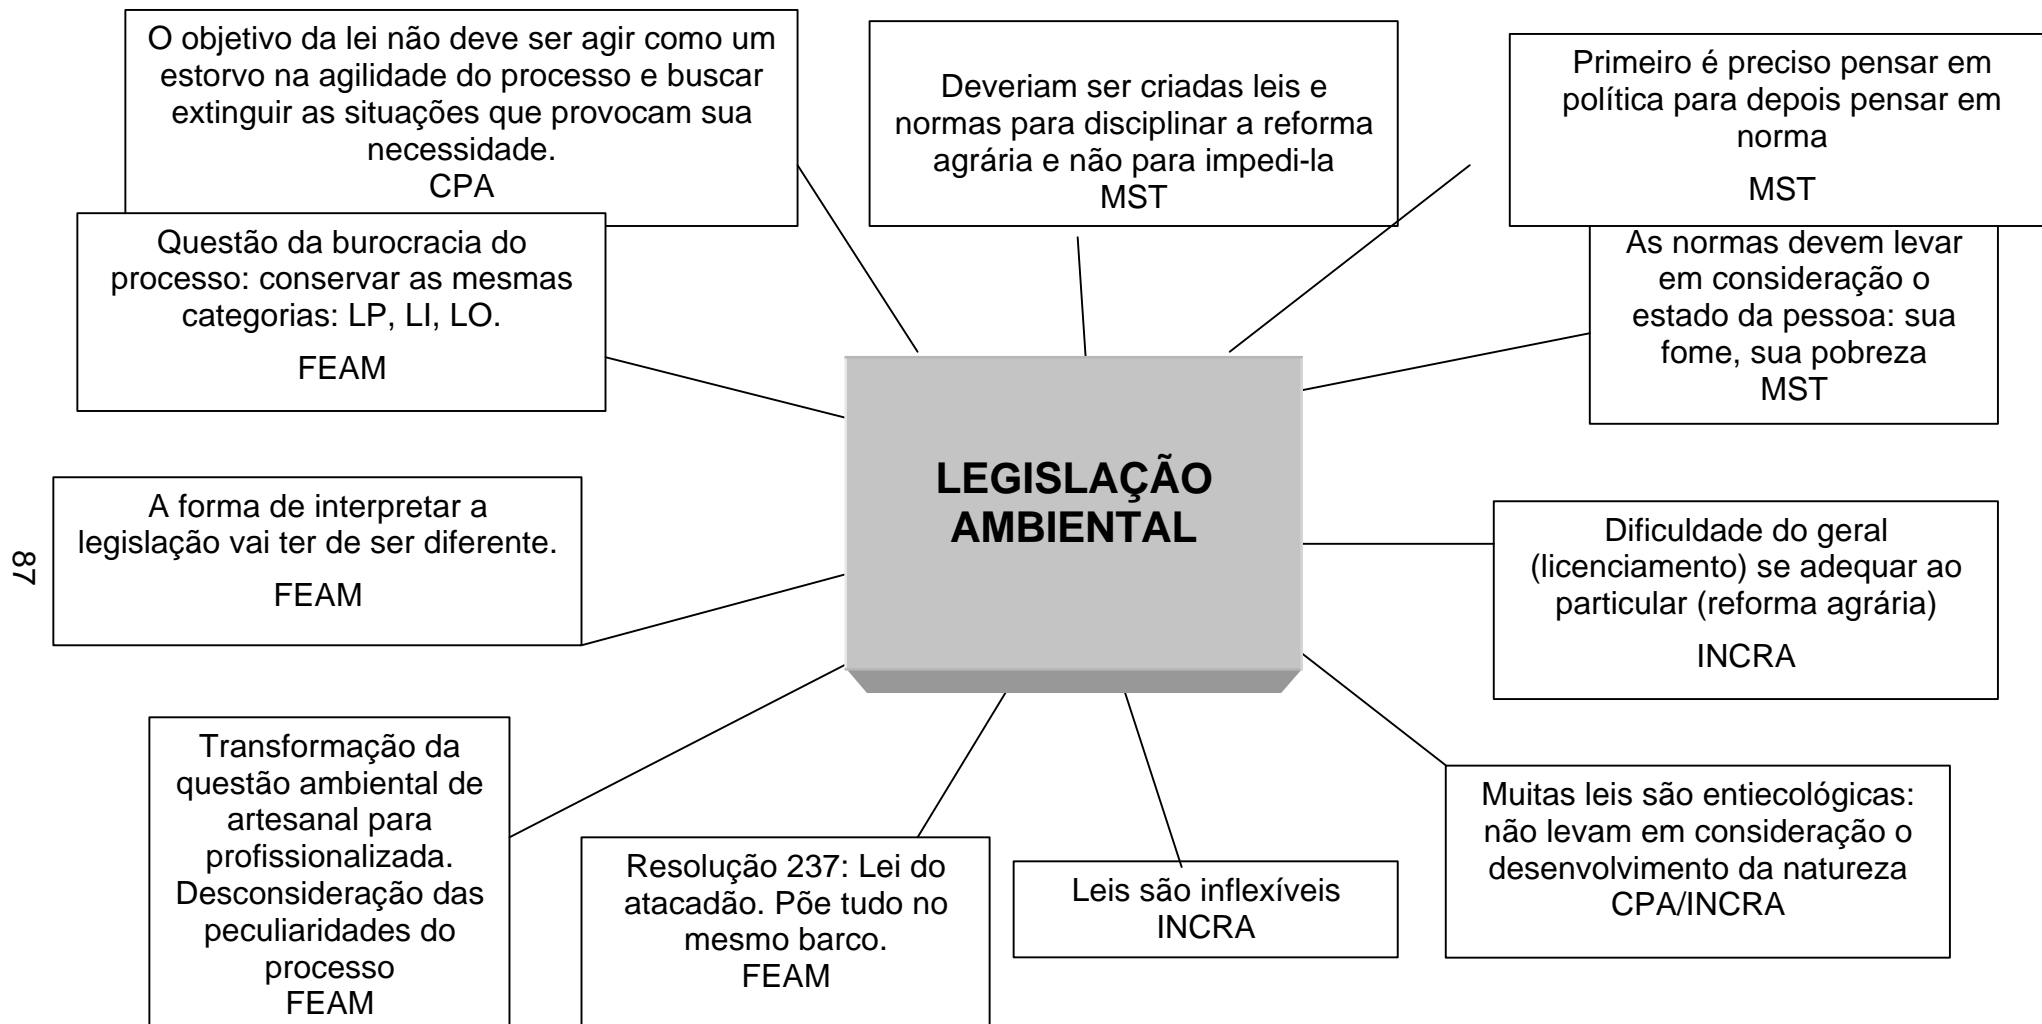 O objetivo da lei não deve ser agir como um
estorvo na agilidade do processo e buscar
extinguir as situações que provocam sua
necessidade.
CPA
Deveriam ser criadas leis e
normas para disciplinar a reforma
agrária e não para impedi-la
MST
Primeiro é preciso pensar em
política para depois pensar em
norma
MST
Questão da burocracia do
processo: conservar as mesmas
categorias: LP, LI, LO.
FEAM
As normas devem levar
em consideração o
estado da pessoa: sua
fome, sua pobreza
MST
LEGISLAÇÃO
AMBIENTAL
A forma de interpretar a
legislação vai ter de ser diferente.
FEAM
87
Dificuldade do geral
(licenciamento) se adequar ao
particular (reforma agrária)
INCRA
Transformação da
questão ambiental de
artesanal para
profissionalizada.
Desconsideração das
peculiaridades do
processo
FEAM
Resolução 237: Lei do
atacadão. Põe tudo no
mesmo barco.
FEAM
Leis são inflexíveis
INCRA
Muitas leis são entiecológicas:
não levam em consideração o
desenvolvimento da natureza
CPA/INCRA